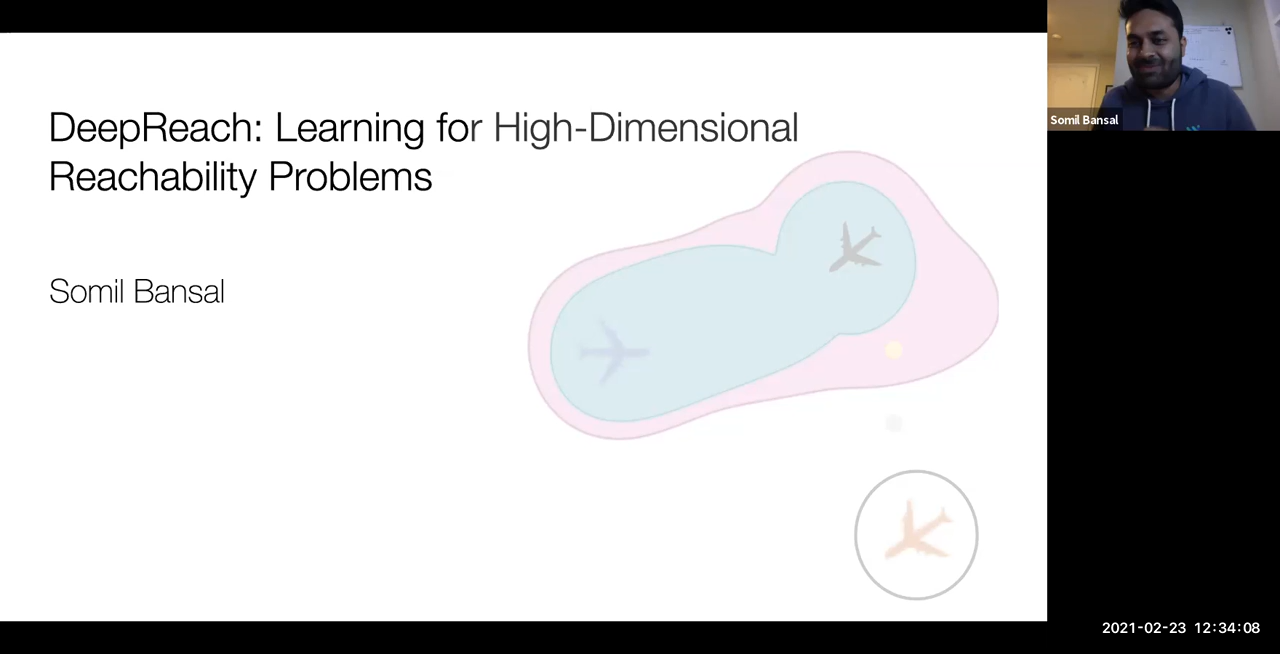 DeepReach: Learning for High-Dimensional
Reachability Problems
Somil Bansal
Somil Bansal
2021-02-23 12:34:08